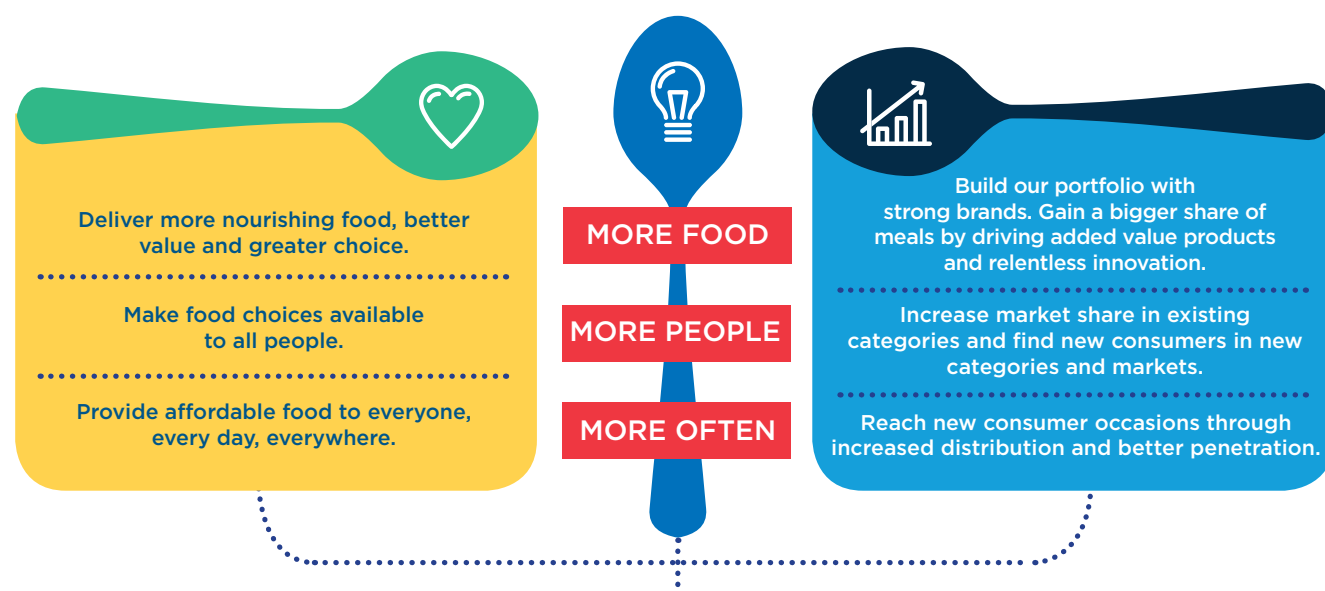 Deliver more nourishing food, better
value and greater choice.
Make food choices available
to all people.
Provide affordable food to everyone,
every day, everywhere.
MORE FOOD
MORE PEOPLE
MORE OFTEN
Build our portfolio with
strong brands. Gain a bigger share of
meals by driving added value products
and relentless innovation.
Increase market share in existing
categories and find new consumers in new
categories and markets.
Reach new consumer occasions through
increased distribution and better penetration.